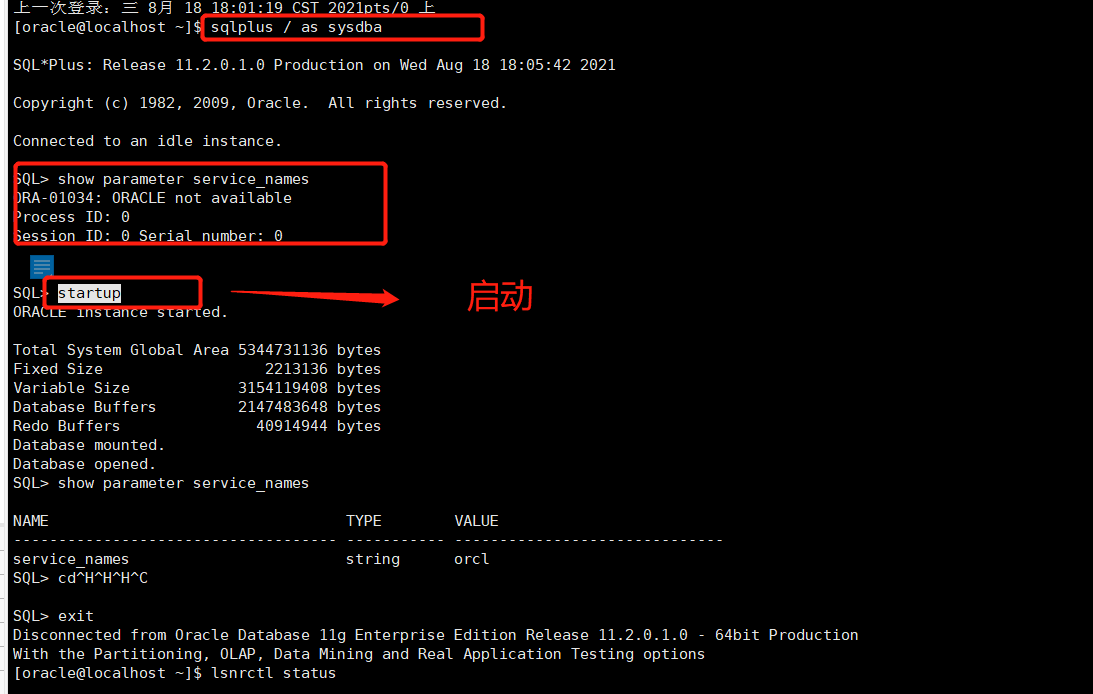 上一次登录：三 8月 18 18:01:19 CST 2021pts/0 上
[oracle@localhost ~]$ sqlplus / as sysdba
SQL*Plus: Release 11.2.0.1.0 Production on Wed Aug 18 18:05:42 2021
Copyright (c) 1982, 2009, Oracle.  All rights reserved.
Connected to an idle instance.
SQL> show parameter service_names
ORA-01034: ORACLE not available
Process ID: 0
Session ID: 0 Serial number: 0
SQL> startup
启动
ORACLE instance started.
Total System Global Area 5344731136 bytes
Fixed Size                  2213136 bytes
Variable Size            3154119408 bytes
Database Buffers         2147483648 bytes
Redo Buffers               40914944 bytes
Database mounted.
Database opened.
SQL> show parameter service_names
NAME                                 TYPE        VALUE
------------------------------------ ----------- ------------------------------
service_names                        string      orcl
SQL> cd^H^H^H^C
SQL> exit
Disconnected from Oracle Database 11g Enterprise Edition Release 11.2.0.1.0 - 64bit Production
With the Partitioning, OLAP, Data Mining and Real Application Testing options
[oracle@localhost ~]$ lsnrctl status